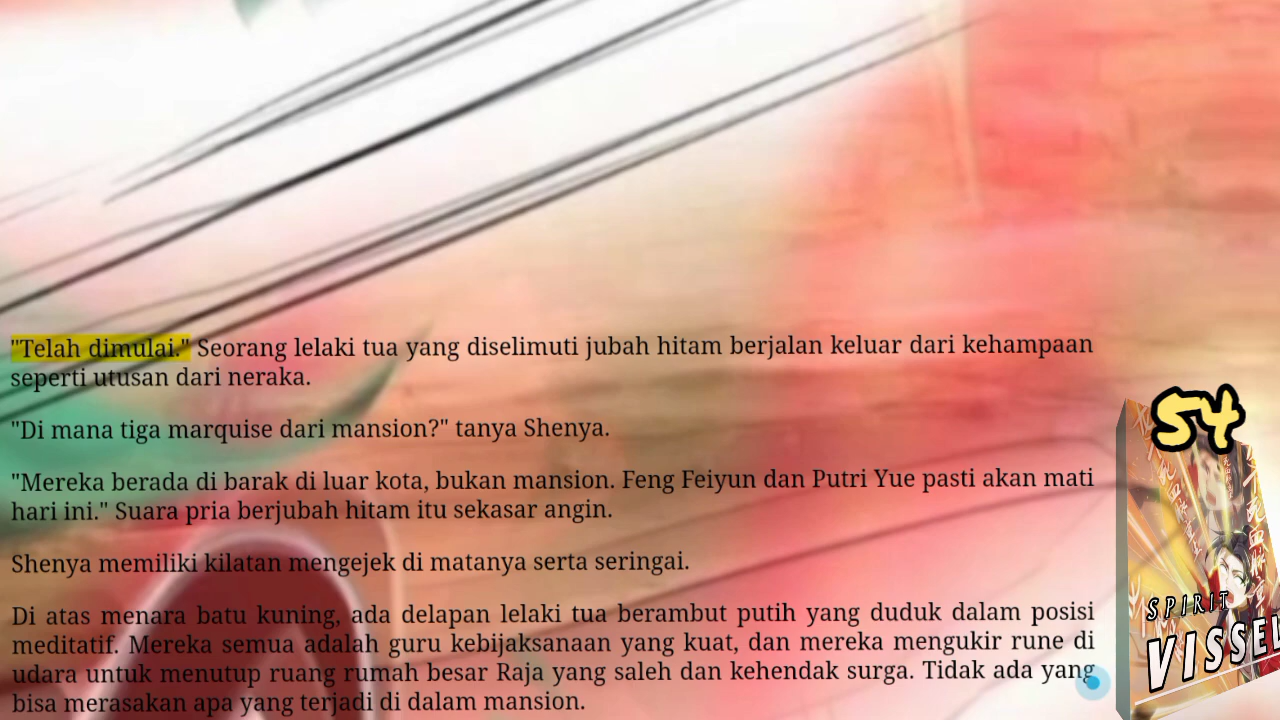 "Telah dimulai." Seorang lelaki tua yang diselimuti jubah hitam berjalan keluar dari kehampaan
seperti utusan dari neraka.
"Di mana tiga marquise dari mansion?" tanya Shenya.
"Mereka berada di barak di luar kota, bukan mansion. Feng Feiyun dan Putri Yue pasti akan mati
hari ini." Suara pria berjubah hitam itu sekasar angin.
Shenya memiliki kilatan mengejek di matanya serta seringai.
Di atas menara batu kuning, ada delapan lelaki tua berambut putih yang duduk dalam posisi
meditatif. Mereka semua adalah guru kebijaksanaan yang kuat, dan mereka mengukir rune di
udara untuk menutup ruang rumah besar Raja yang saleh dan kehendak surga. Tidak ada yang
bisa merasakan apa yang terjadi di dalam mansion.
54
SPIRIT
VISSEL